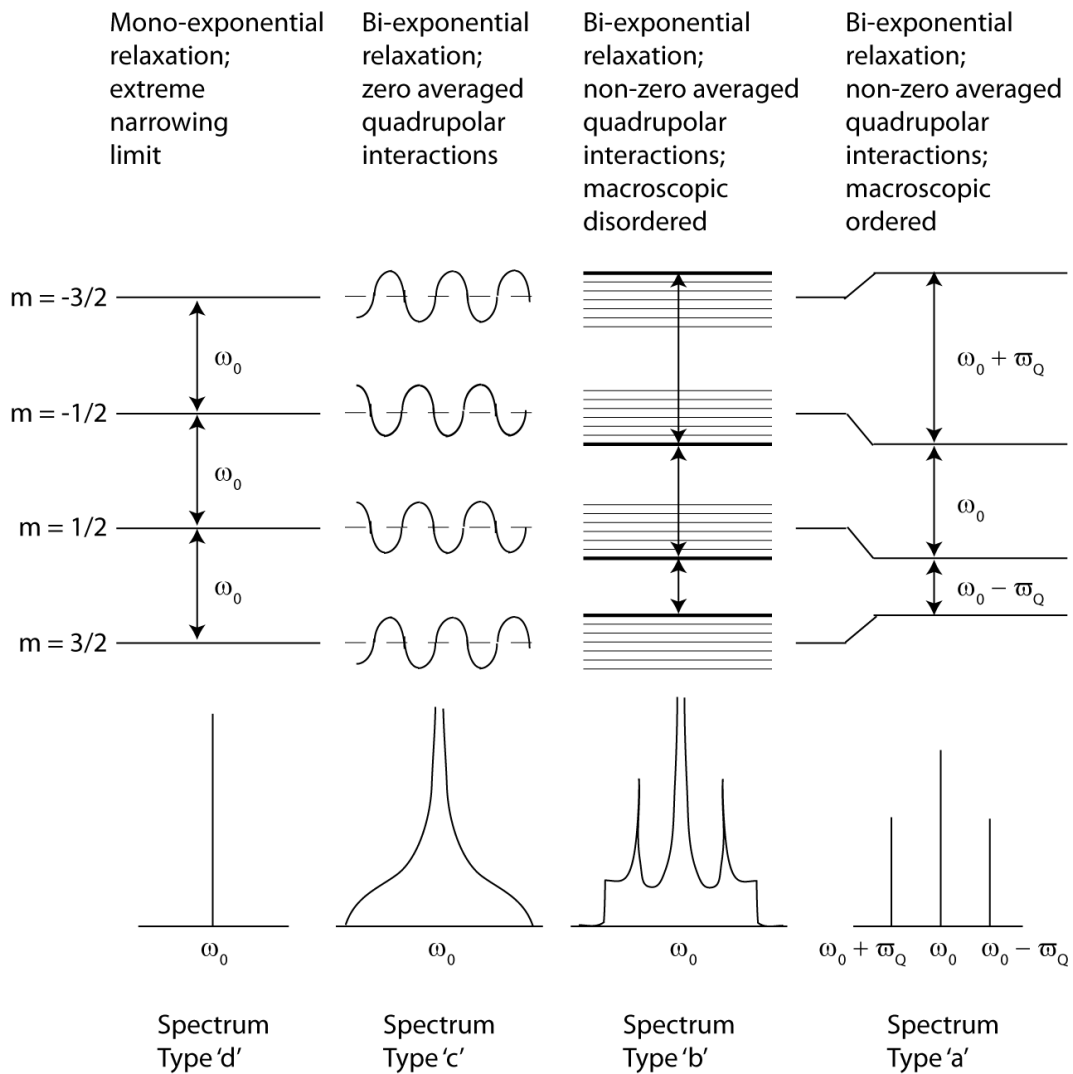 Mono-exponential
relaxation;
extreme
narrowing
limit
Bi-exponential
relaxation;
zero averaged
quadrupolar
interactions
Bi-exponential
relaxation;
non-zero averaged
quadrupolar
interactions;
macroscopic
disordered
Bi-exponential
relaxation;
non-zero averaged
quadrupolar
interactions;
macroscopic
ordered
m = -3/2
ω₀
ω₀ + ϖQ
m = -1/2
ω₀
ω₀
m = 1/2
ω₀
ω₀ − ϖQ
m = 3/2
ω₀
ω₀
ω₀
ω₀ + ϖQ
ω₀
ω₀ − ϖQ
Spectrum
Type ‘d’
Spectrum
Type ‘c’
Spectrum
Type ‘b’
Spectrum
Type ‘a’